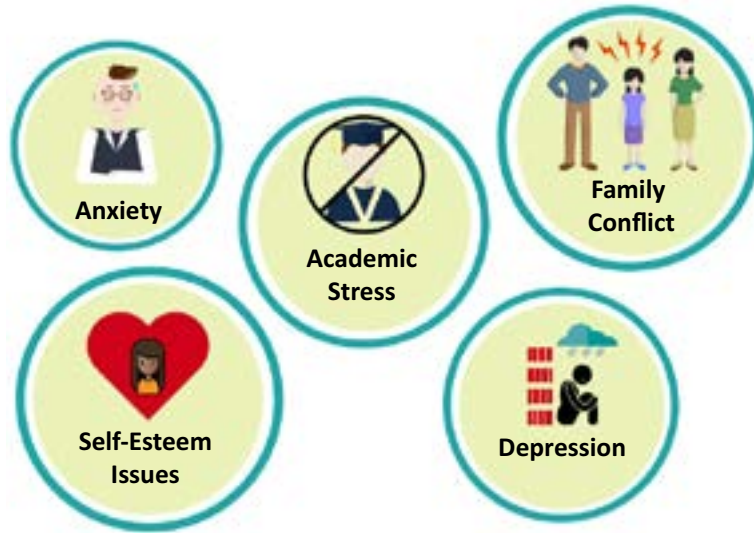 Anxiety
Family
Conflict
Academic
Stress
Self-Esteem
Issues
Depression